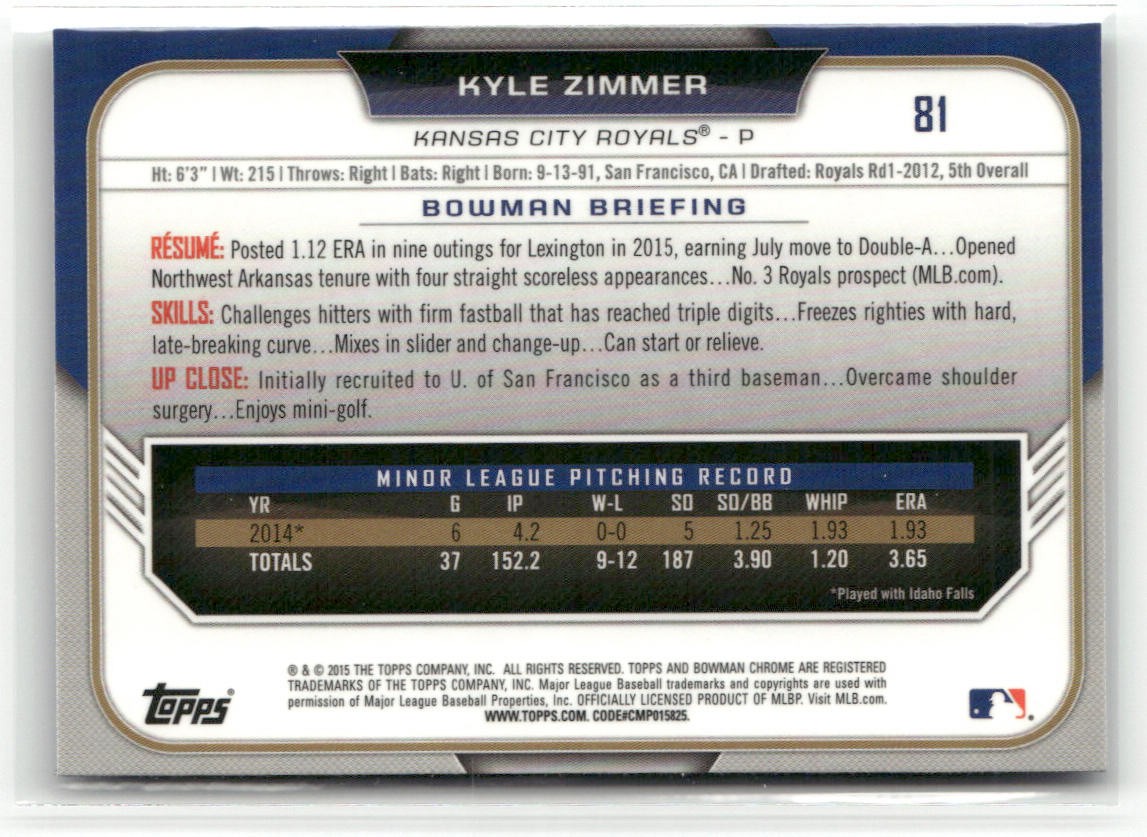 KYLE ZIMMER
81
KANSAS CITY ROYALS® - P
Ht: 6'3" | Wt: 215 | Throws: Right | Bats: Right | Born: 9-13-91, San Francisco, CA | Drafted: Royals Rd1-2012, 5th Overall
BOWMAN BRIEFING
RÉSUMÉ: Posted 1.12 ERA in nine outings for Lexington in 2015, earning July move to Double-A...Opened
Northwest Arkansas tenure with four straight scoreless appearances...No. 3 Royals prospect (MLB.com).
SKILLS: Challenges hitters with firm fastball that has reached triple digits...Freezes righties with hard,
late-breaking curve...Mixes in slider and change-up...Can start or relieve.
UP CLOSE: Initially recruited to U. of San Francisco as a third baseman...Overcame shoulder
surgery...Enjoys mini-golf.
MINOR LEAGUE PITCHING RECORD
YR G IP W-L SO SO/BB WHIP ERA
2014* 6 4.2 0-0 5 1.25 1.93 1.93
TOTALS 37 152.2 9-12 187 3.90 1.20 3.65
*Played with Idaho Falls
® & © 2015 THE TOPPS COMPANY, INC. ALL RIGHTS RESERVED. TOPPS AND BOWMAN CHROME ARE REGISTERED
TRADEMARKS OF THE TOPPS COMPANY, INC. Major League Baseball trademarks and copyrights are used with
permission of Major League Baseball Properties, Inc. OFFICIALLY LICENSED PRODUCT OF MLBP. Visit MLB.com.
WWW.TOPPS.COM. CODE#CMP015825.
Topps®